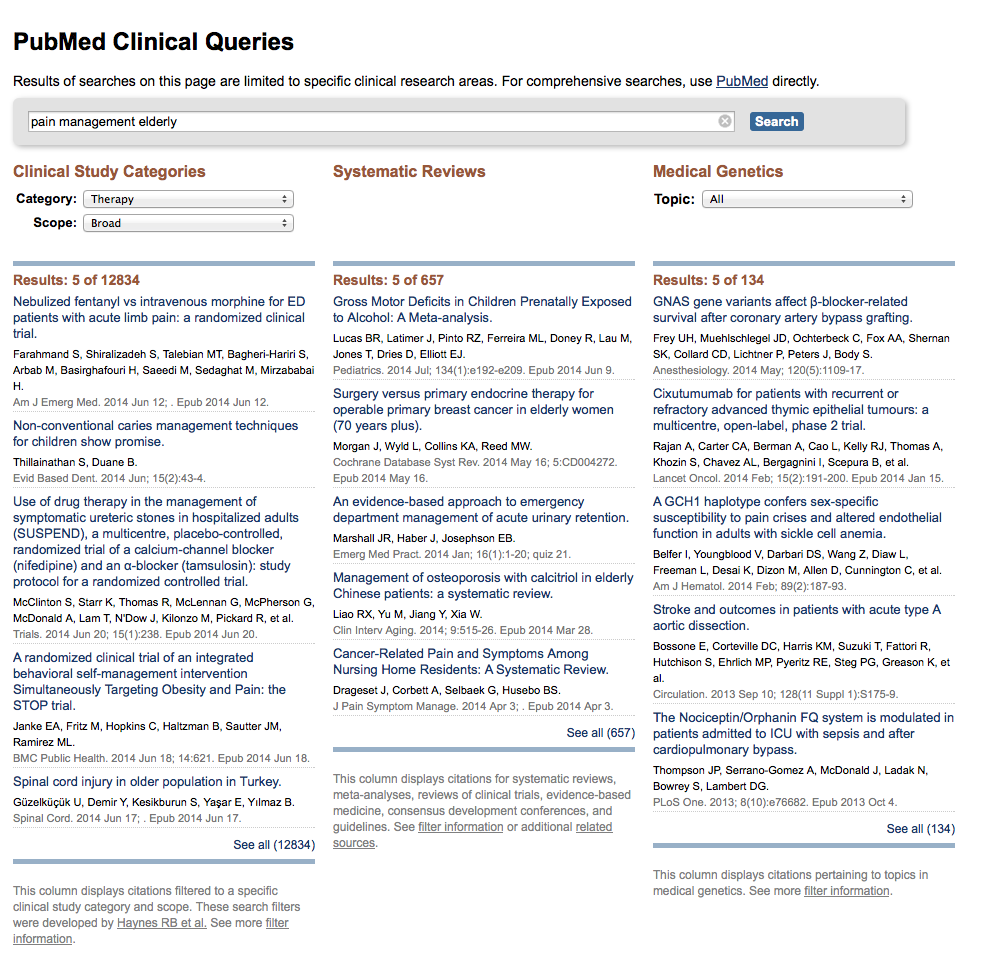 PubMed Clinical Queries
Results of searches on this page are limited to specific clinical research areas. For comprehensive searches, use PubMed directly.
pain management elderly
Search
Clinical Study Categories
Category: Therapy
Scope: Broad
Results: 5 of 12834
Nebulized fentanyl vs intravenous morphine for ED
patients with acute limb pain: a randomized clinical
trial.
Farahmand S, Shiralizadeh S, Talebian MT, Bagheri-Hariri S,
Arbab M, Basirghafouri H, Saeedi M, Sedaghat M, Mirzababai
H.
Am J Emerg Med. 2014 Jun 12; . Epub 2014 Jun 12.
Non-conventional caries management techniques
for children show promise.
Thillainathan S, Duane B.
Evid Based Dent. 2014 Jun; 15(2):43-4.
Use of drug therapy in the management of
symptomatic ureteric stones in hospitalized adults
(SUSPEND), a multicentre, placebo-controlled,
randomized trial of a calcium-channel blocker
(nifedipine) and an α-blocker (tamsulosin): study
protocol for a randomized controlled trial.
McClinton S, Starr K, Thomas R, McLennan G, McPherson G,
McDonald A, Lam T, N'Dow J, Kilonzo M, Pickard R, et al.
Trials. 2014 Jun 20; 15(1):238. Epub 2014 Jun 20.
A randomized clinical trial of an integrated
behavioral self-management intervention
Simultaneously Targeting Obesity and Pain: the
STOP trial.
Janke EA, Fritz M, Hopkins C, Haltzman B, Sautter JM,
Ramirez ML.
BMC Public Health. 2014 Jun 18; 14:621. Epub 2014 Jun 18.
Spinal cord injury in older population in Turkey.
Güzelküçük U, Demir Y, Kesikburun S, Yaşar E, Yılmaz B.
Spinal Cord. 2014 Jun 17; . Epub 2014 Jun 17.
See all (12834)
This column displays citations filtered to a specific
clinical study category and scope. These search filters
were developed by Haynes RB et al. See more filter
information.
Systematic Reviews
Results: 5 of 657
Gross Motor Deficits in Children Prenatally Exposed
to Alcohol: A Meta-analysis.
Lucas BR, Latimer J, Pinto RZ, Ferreira ML, Doney R, Lau M,
Jones T, Dries D, Elliott EJ.
Pediatrics. 2014 Jul; 134(1):e192-e209. Epub 2014 Jun 9.
Surgery versus primary endocrine therapy for
operable primary breast cancer in elderly women
(70 years plus).
Morgan J, Wyld L, Collins KA, Reed MW.
Cochrane Database Syst Rev. 2014 May 16; 5:CD004272.
Epub 2014 May 16.
An evidence-based approach to emergency
department management of acute urinary retention.
Marshall JR, Haber J, Josephson EB.
Emerg Med Pract. 2014 Jan; 16(1):1-20; quiz 21.
Management of osteoporosis with calcitriol in elderly
Chinese patients: a systematic review.
Liao RX, Yu M, Jiang Y, Xia W.
Clin Interv Aging. 2014; 9:515-26. Epub 2014 Mar 28.
Cancer-Related Pain and Symptoms Among
Nursing Home Residents: A Systematic Review.
Drageset J, Corbett A, Selbaek G, Husebo BS.
J Pain Symptom Manage. 2014 Apr 3; . Epub 2014 Apr 3.
See all (657)
This column displays citations for systematic reviews,
meta-analyses, reviews of clinical trials, evidence-based
medicine, consensus development conferences, and
guidelines. See filter information or additional related
sources.
Medical Genetics
Topic: All
Results: 5 of 134
GNAS gene variants affect β-blocker-related
survival after coronary artery bypass grafting.
Frey UH, Muehlschlegel JD, Ochterbeck C, Fox AA, Shernan
SK, Collard CD, Lichtner P, Peters J, Body S.
Anesthesiology. 2014 May; 120(5):1109-17.
Cixutumumab for patients with recurrent or
refractory advanced thymic epithelial tumours: a
multicentre, open-label, phase 2 trial.
Rajan A, Carter CA, Berman A, Cao L, Kelly RJ, Thomas A,
Khozin S, Chavez AL, Bergagnini I, Scepura B, et al.
Lancet Oncol. 2014 Feb; 15(2):191-200. Epub 2014 Jan 15.
A GCH1 haplotype confers sex-specific
susceptibility to pain crises and altered endothelial
function in adults with sickle cell anemia.
Belfer I, Youngblood V, Darbari DS, Wang Z, Diaw L,
Freeman L, Desai K, Dizon M, Allen D, Cunnington C, et al.
Am J Hematol. 2014 Feb; 89(2):187-93.
Stroke and outcomes in patients with acute type A
aortic dissection.
Bossone E, Corteville DC, Harris KM, Suzuki T, Fattori R,
Hutchison S, Ehrlich MP, Pyeritz RE, Steg PG, Greason K, et
al.
Circulation. 2013 Sep 10; 128(11 Suppl 1):S175-9.
The Nociceptin/Orphanin FQ system is modulated in
patients admitted to ICU with sepsis and after
cardiopulmonary bypass.
Thompson JP, Serrano-Gomez A, McDonald J, Ladak N,
Bowrey S, Lambert DG.
PLoS One. 2013; 8(10):e76682. Epub 2013 Oct 4.
See all (134)
This column displays citations pertaining to topics in
medical genetics. See more filter information.